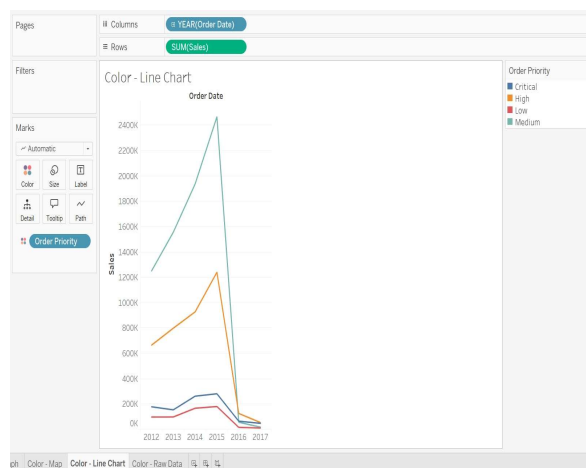 Pages
Columns
YEAR(Order Date)
Rows
SUM(Sales)
Filters
Marks
Automatic
Color Size Label
Detail Tooltip Path
Order Priority
Color - Line Chart
Order Date
Sales
2400K
2200K
2000K
1800K
1600K
1400K
1200K
1000K
800K
600K
400K
200K
0K
2012 2013 2014 2015 2016 2017
Order Priority
Critical
High
Low
Medium
ph Color - Map Color - Line Chart Color - Raw Data